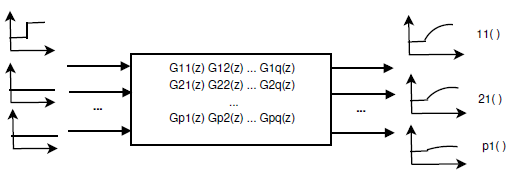 G11(z) G12(z) ... G1q(z)
G21(z) G22(z) ... G2q(z)
...
Gp1(z) Gp2(z) ... Gpq(z)
...
...
11( )
21( )
p1( )